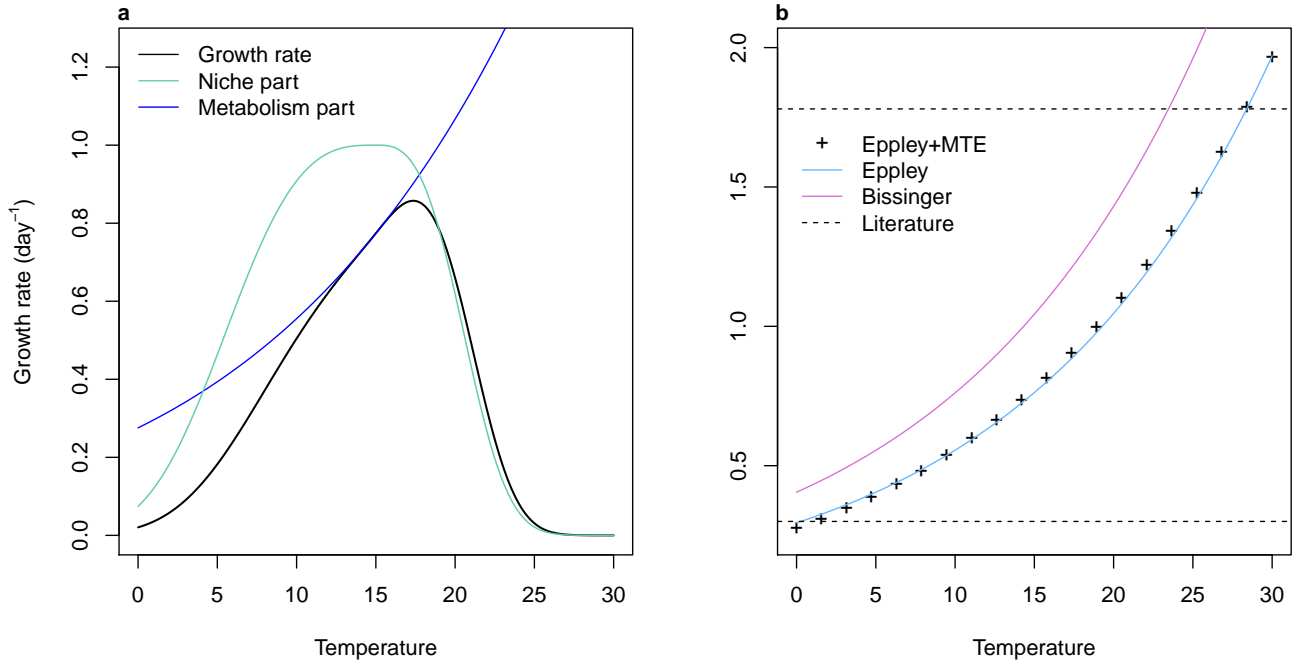 a
Growth rate
Niche part
Metabolism part
Growth rate (day⁻¹)
0.0
0.2
0.4
0.6
0.8
1.0
1.2
0 5 10 15 20 25 30
Temperature
b
Eppley+MTE
Eppley
Bissinger
Literature
0.5
1.0
1.5
2.0
0 5 10 15 20 25 30
Temperature